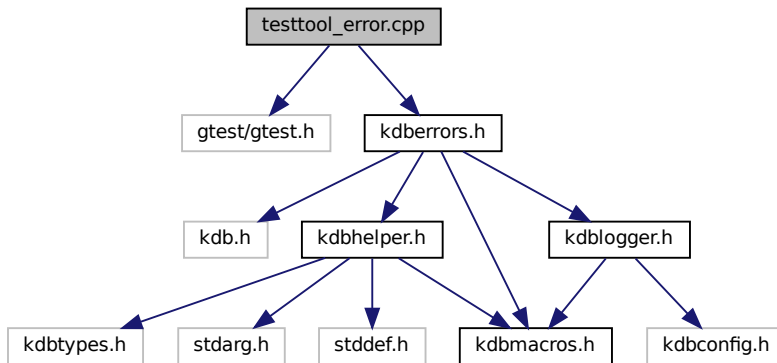 testtool_error.cpp
gtest/gtest.h
kdberrors.h
kdb.h
kdbhelper.h
kdblogger.h
kdbtypes.h
stdarg.h
stddef.h
kdbmacros.h
kdbconfig.h